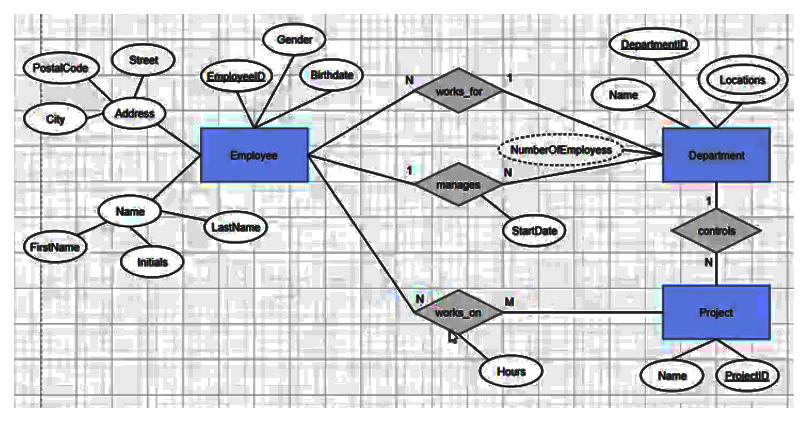 Gender
DepartmentID
Street
PostalCode
EmployeeID
Birthdate
N
1
Locations
works_for
Name
City
Address
Employee
NumberOfEmployess
Department
1
manages
N
Name
1
FirstName
LastName
StartDate
controls
Initials
N
N
M
works_on
Project
Hours
Name
ProjectID